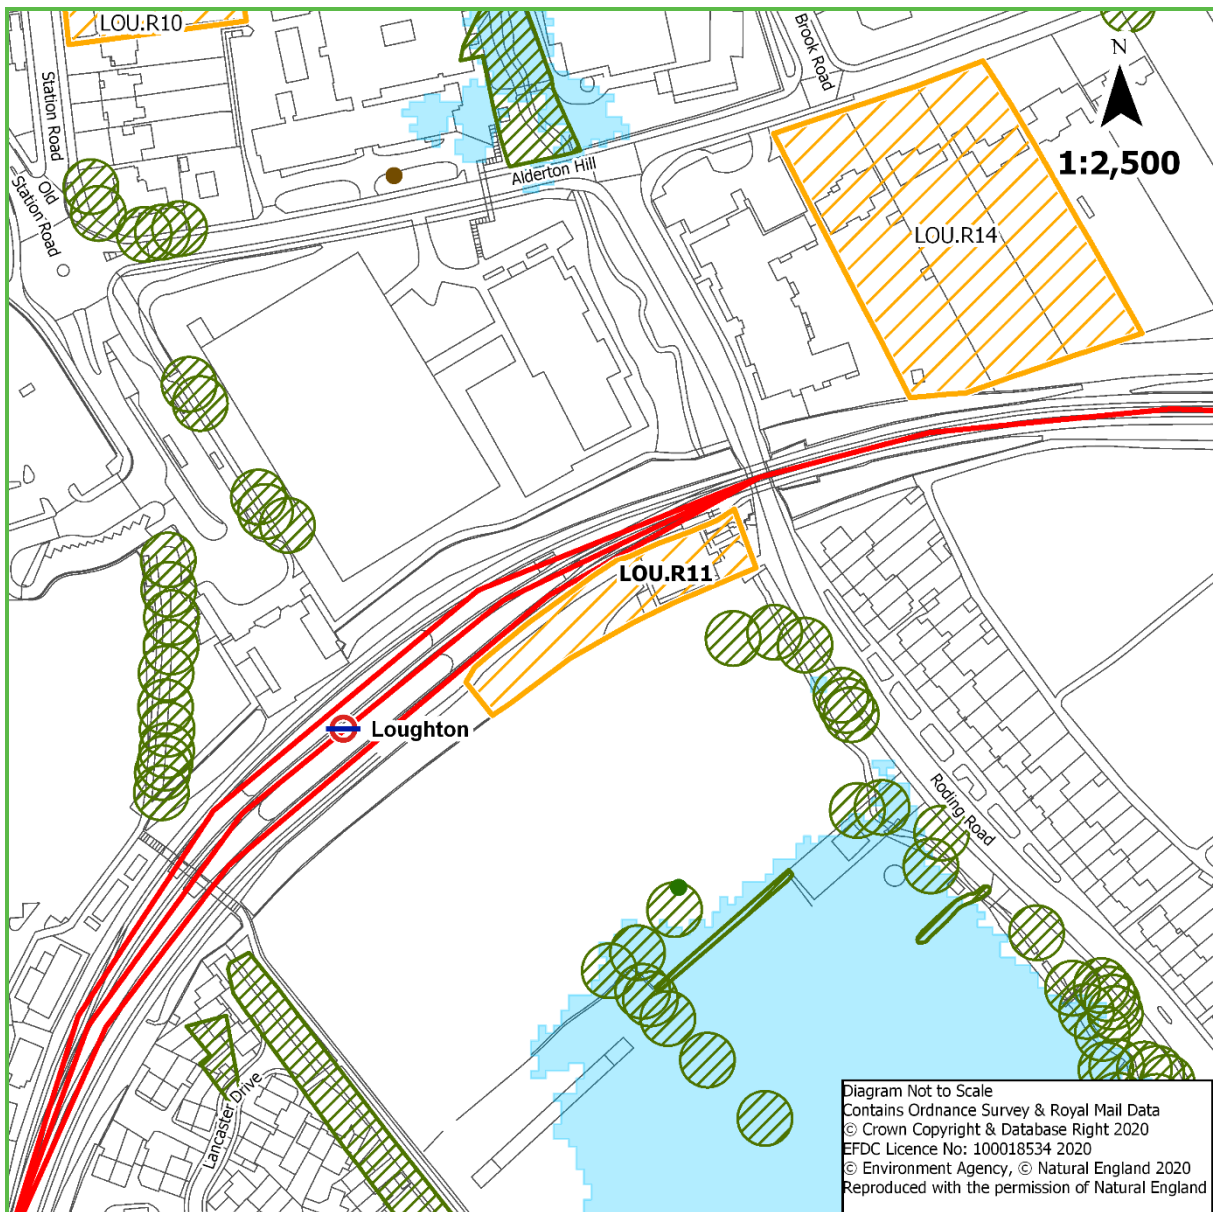 LOU.R10
Brook Road
N
Station Road
1:2,500
Old
Station Road
Alderton Hill
LOU.R14
LOU.R11
Loughton
Roding Road
Lancaster Drive
Diagram Not to Scale
Contains Ordnance Survey & Royal Mail Data
© Crown Copyright & Database Right 2020
EFDC Licence No: 100018534 2020
© Environment Agency, © Natural England 2020
Reproduced with the permission of Natural England